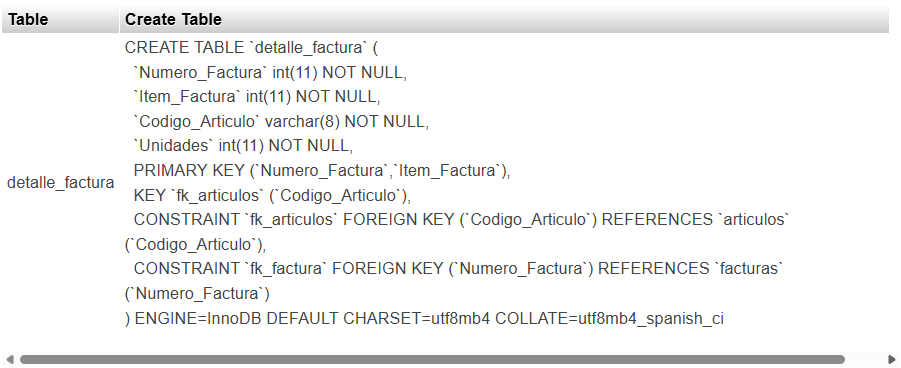 Table Create Table
CREATE TABLE `detalle_factura` (
`Numero_Factura` int(11) NOT NULL,
`Item_Factura` int(11) NOT NULL,
`Codigo_Articulo` varchar(8) NOT NULL,
`Unidades` int(11) NOT NULL,
PRIMARY KEY (`Numero_Factura`,`Item_Factura`),
detalle_factura
KEY `fk_articulos` (`Codigo_Articulo`),
CONSTRAINT `fk_articulos` FOREIGN KEY (`Codigo_Articulo`) REFERENCES `articulos`
(`Codigo_Articulo`),
CONSTRAINT `fk_factura` FOREIGN KEY (`Numero_Factura`) REFERENCES `facturas`
(`Numero_Factura`)
) ENGINE=InnoDB DEFAULT CHARSET=utf8mb4 COLLATE=utf8mb4_spanish_ci